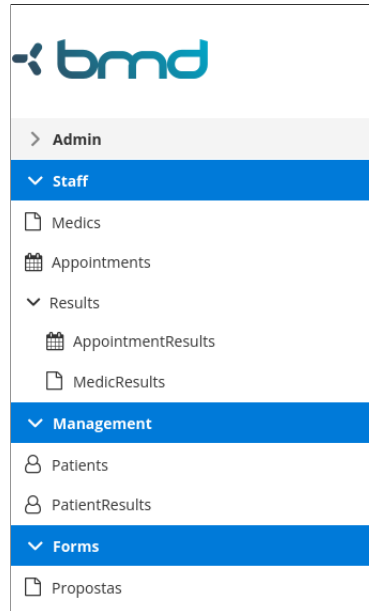 bmd
Admin
Staff
Medics
Appointments
Results
AppointmentResults
MedicResults
Management
Patients
PatientResults
Forms
Propostas